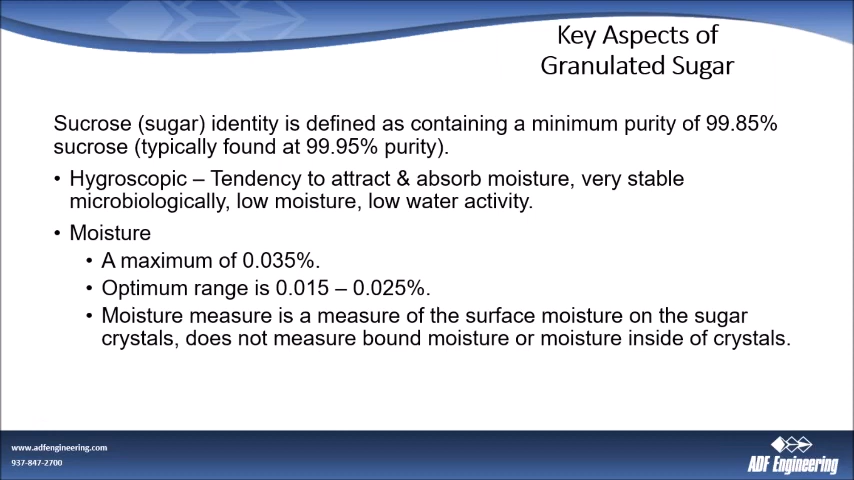 Key Aspects of
Granulated Sugar
Sucrose (sugar) identity is defined as containing a minimum purity of 99.85%
sucrose (typically found at 99.95% purity).
• Hygroscopic – Tendency to attract & absorb moisture, very stable
microbiologically, low moisture, low water activity.
• Moisture
• A maximum of 0.035%.
• Optimum range is 0.015 – 0.025%.
• Moisture measure is a measure of the surface moisture on the sugar
crystals, does not measure bound moisture or moisture inside of crystals.
www.adfengineering.com
937-847-2700
ADF Engineering